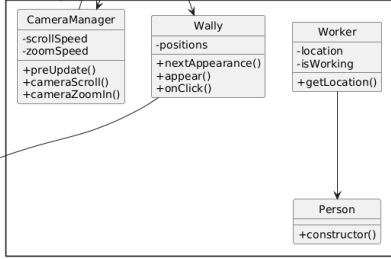 CameraManager
-scrollSpeed
-zoomSpeed
+preUpdate()
+cameraScroll()
+cameraZoomIn()
Wally
-positions
+nextAppearance()
+appear()
+onClick()
Worker
-location
-isWorking
+getLocation()
Person
+constructor()